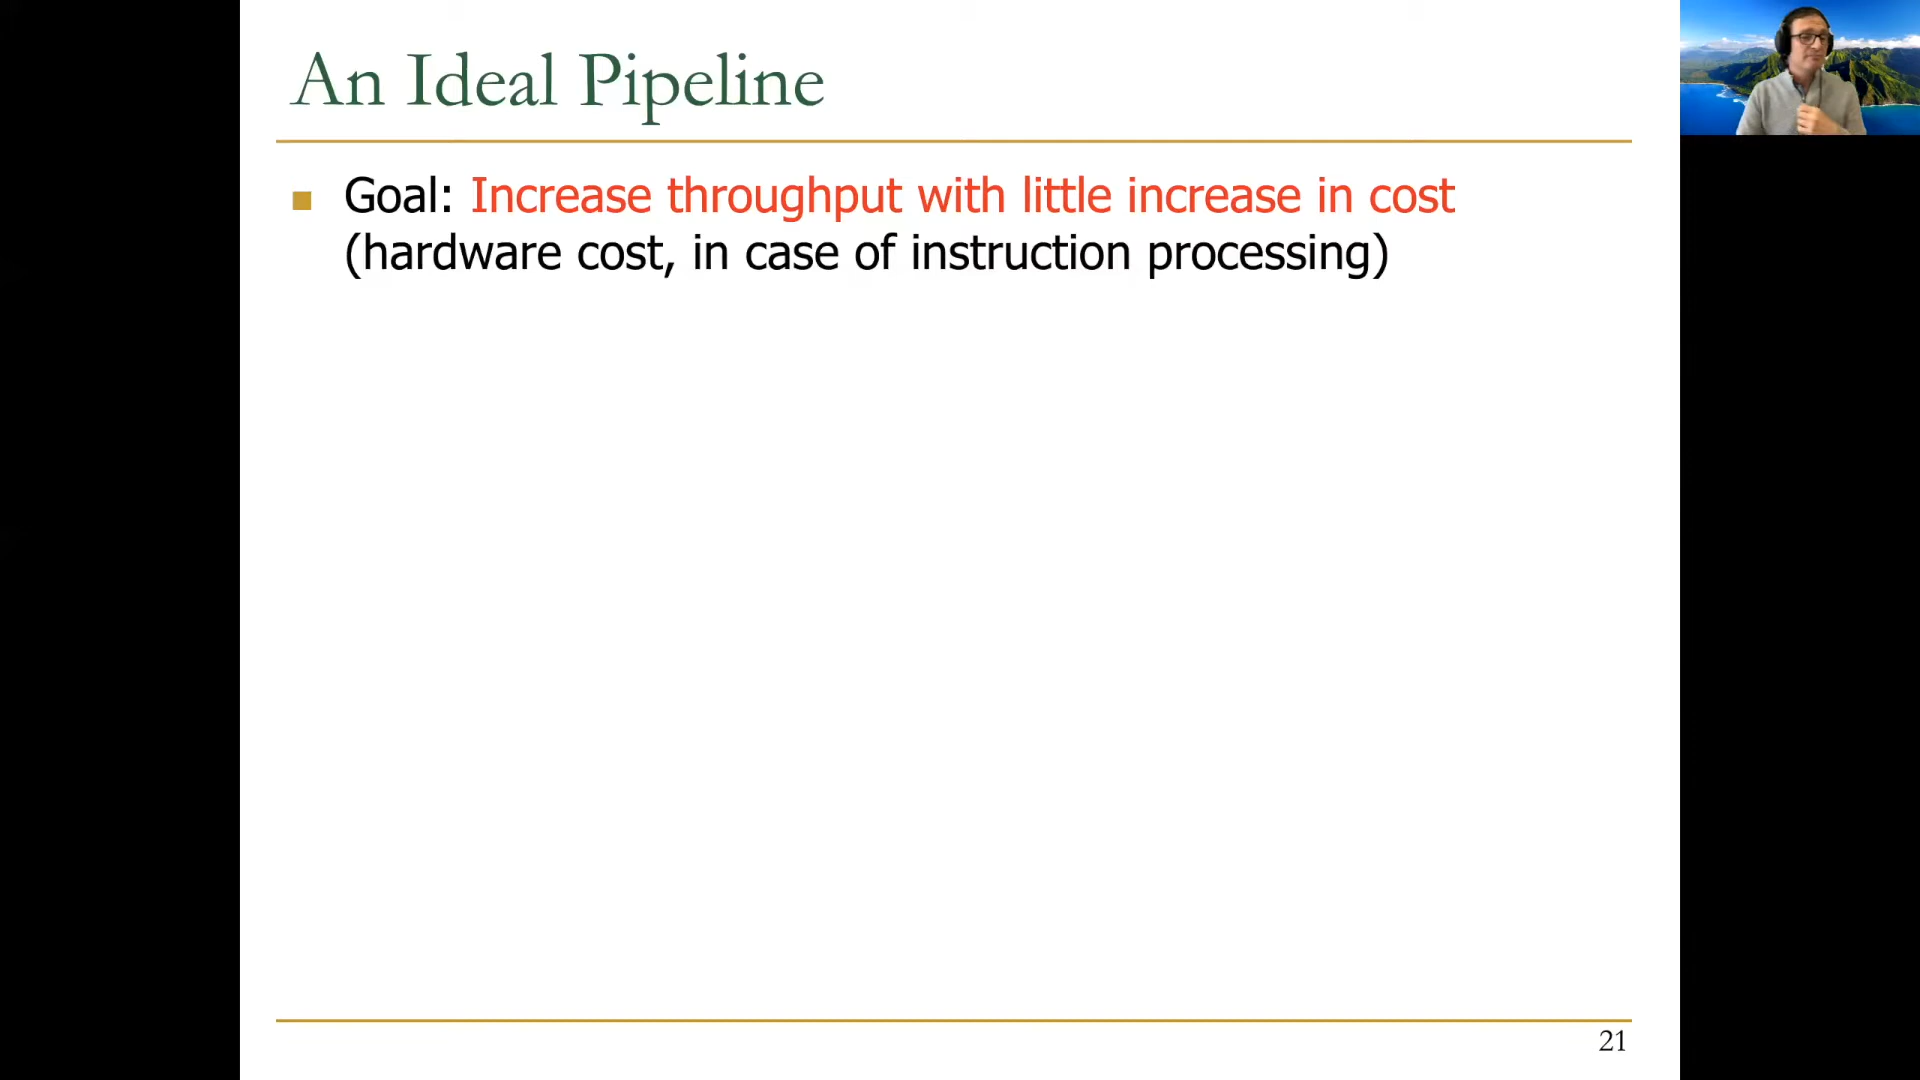 An Ideal Pipeline
Goal: Increase throughput with little increase in cost
(hardware cost, in case of instruction processing)
21